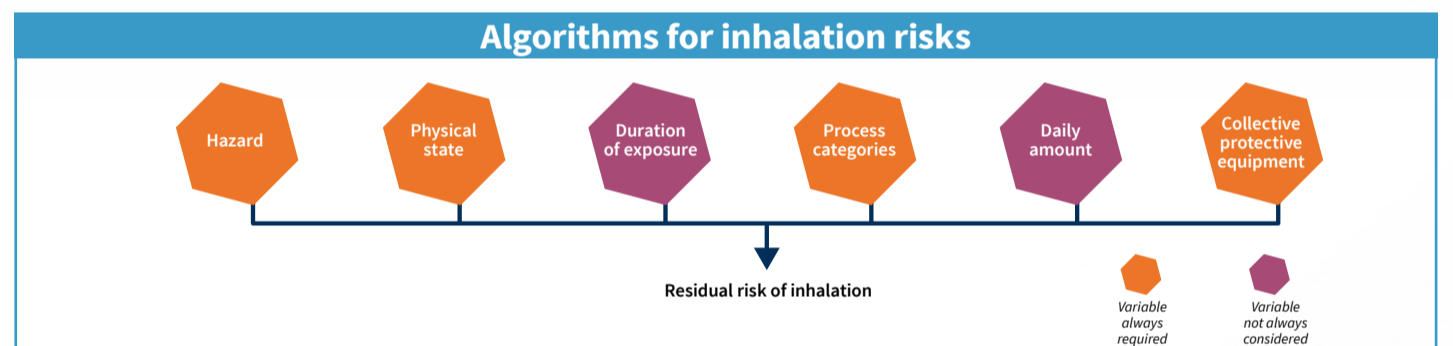 Algorithms for inhalation risks
Hazard
Physical
state
Duration
of exposure
Process
categories
Daily
amount
Collective
protective
equipment
Residual risk of inhalation
Variable
always
required
Variable
not always
considered